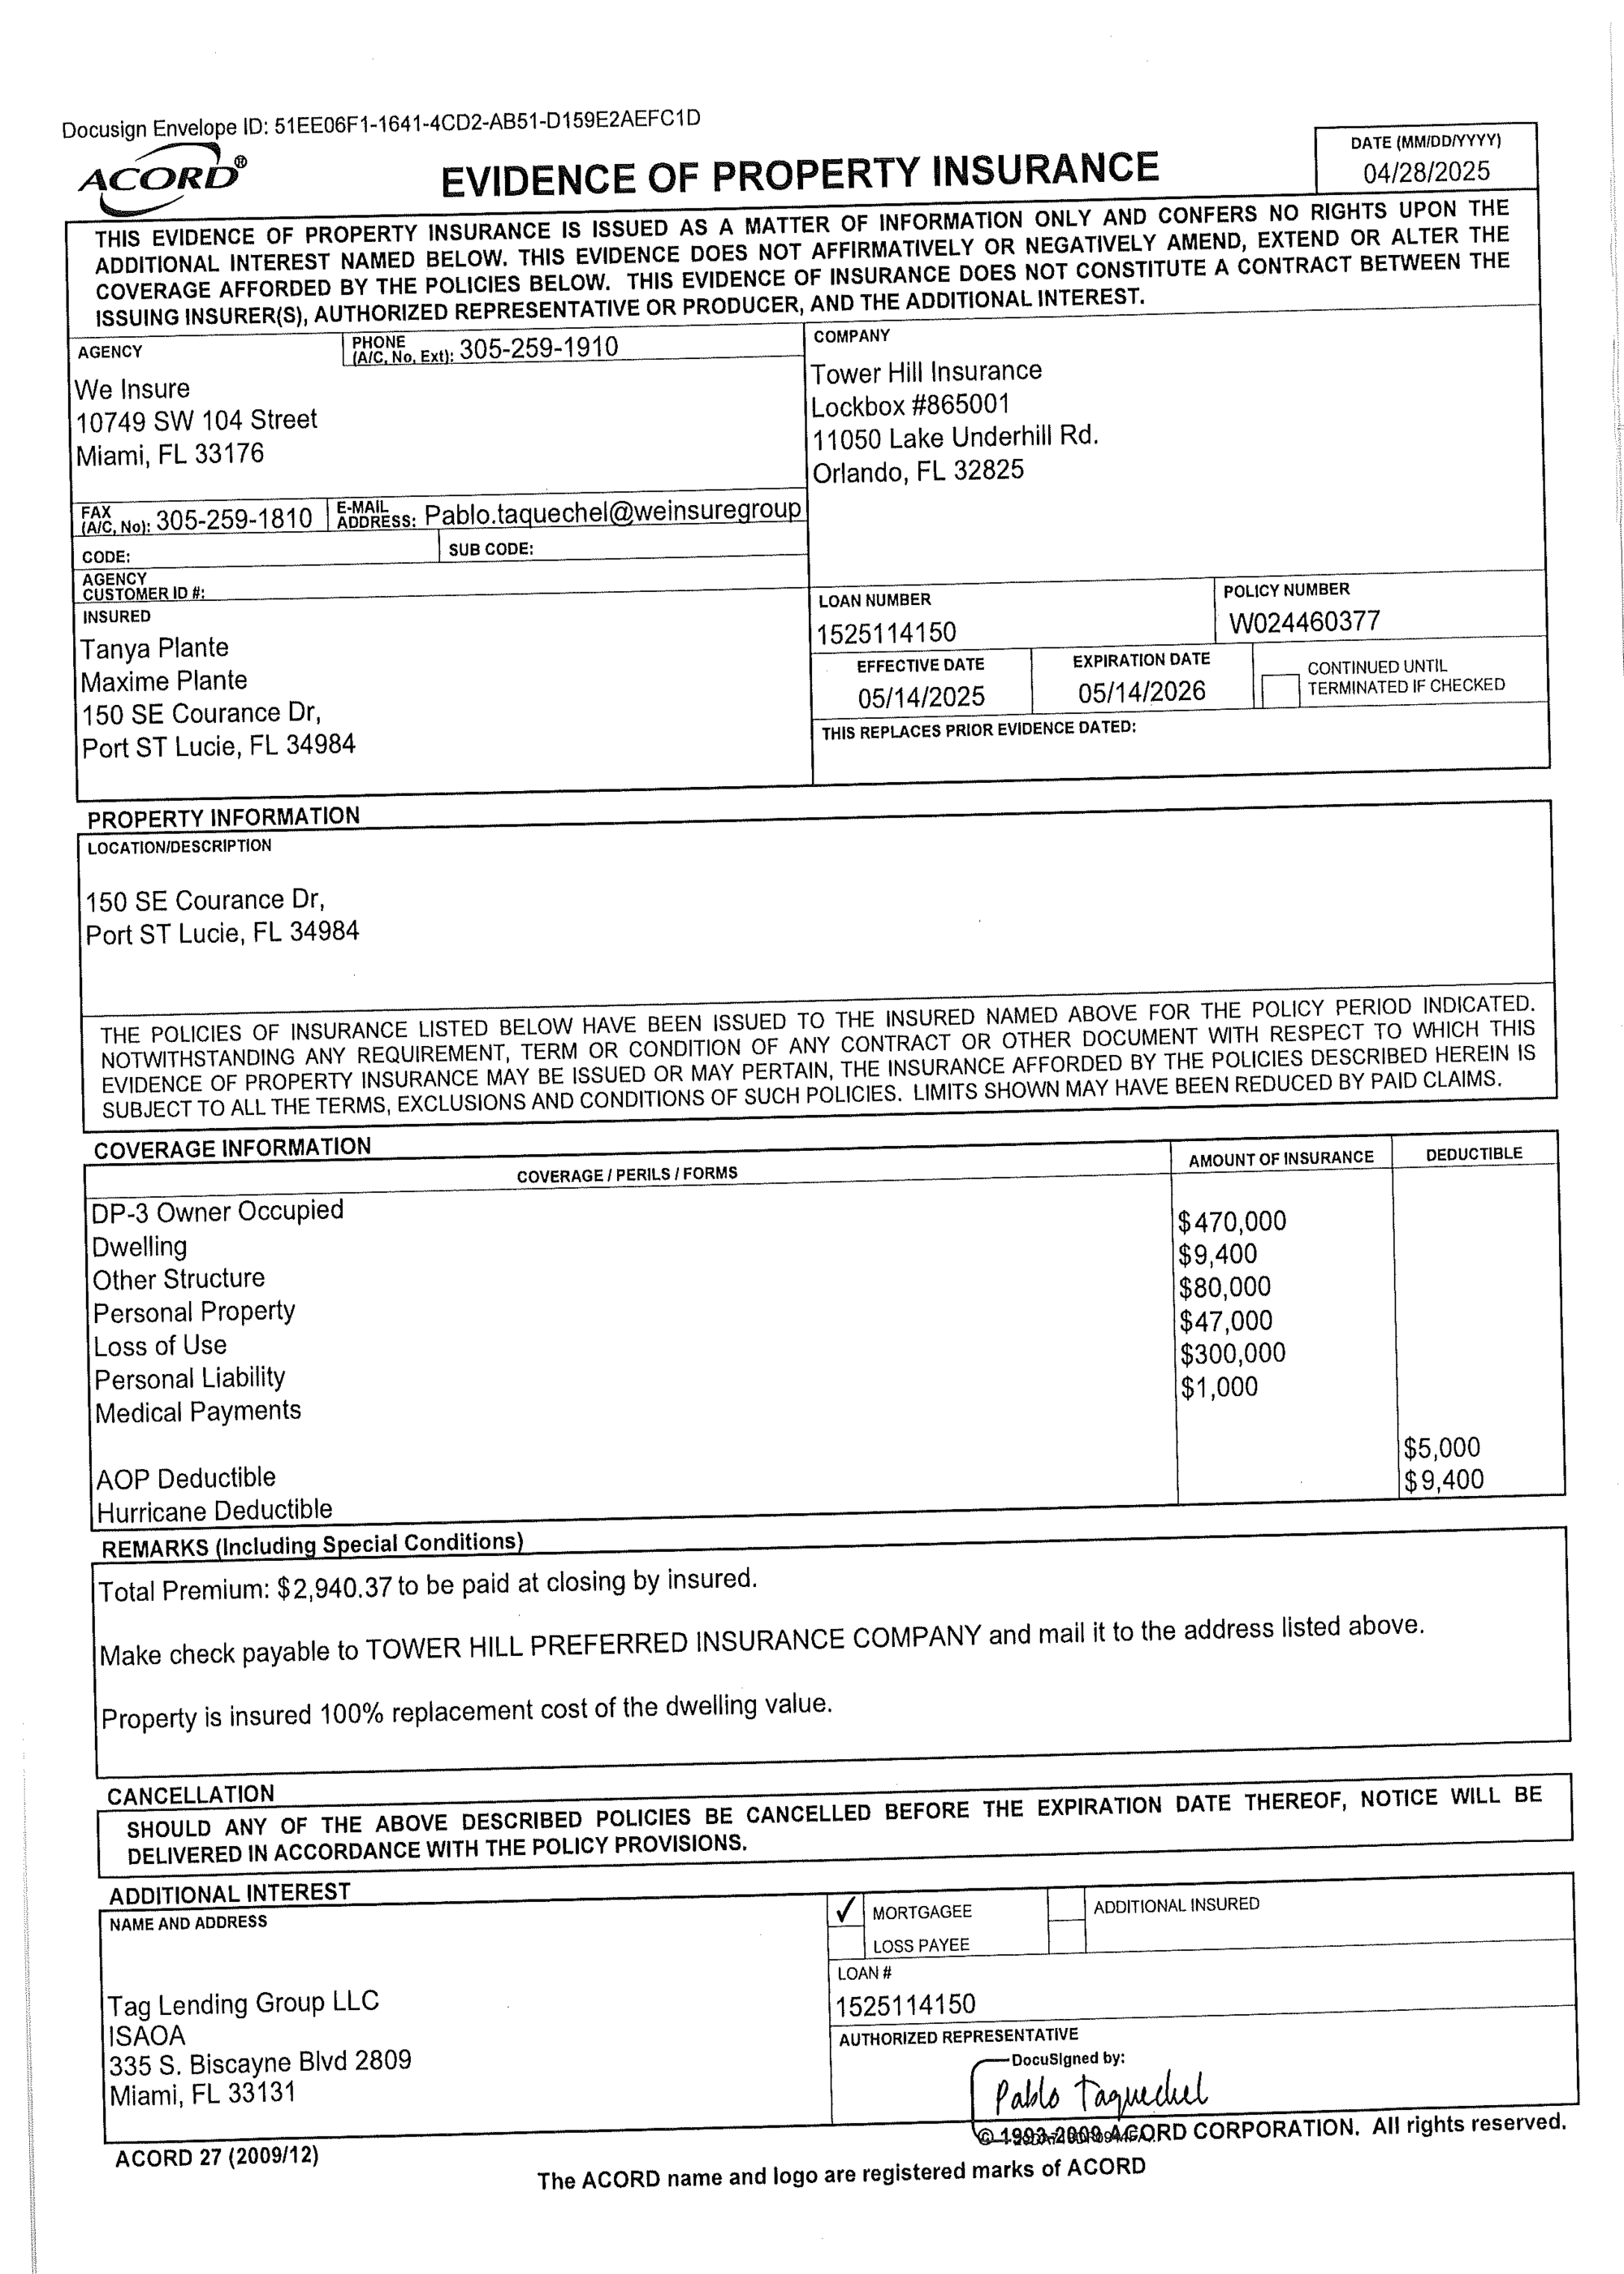 Docusign Envelope ID: 51EE06F1-1641-4CD2-AB51-D159E2AEFC1D
ACORD®
EVIDENCE OF PROPERTY INSURANCE
DATE (MM/DD/YYYY)
04/28/2025
THIS EVIDENCE OF PROPERTY INSURANCE IS ISSUED AS A MATTER OF INFORMATION ONLY AND CONFERS NO RIGHTS UPON THE
ADDITIONAL INTEREST NAMED BELOW. THIS EVIDENCE DOES NOT AFFIRMATIVELY OR NEGATIVELY AMEND, EXTEND OR ALTER THE
COVERAGE AFFORDED BY THE POLICIES BELOW. THIS EVIDENCE OF INSURANCE DOES NOT CONSTITUTE A CONTRACT BETWEEN THE
ISSUING INSURER(S), AUTHORIZED REPRESENTATIVE OR PRODUCER, AND THE ADDITIONAL INTEREST.
AGENCY
PHONE
(A/C, No, Ext): 305-259-1910
We Insure
10749 SW 104 Street
Miami, FL 33176
FAX
(A/C, No): 305-259-1810
E-MAIL
ADDRESS: Pablo.taquechel@weinsuregroup
CODE:
SUB CODE:
AGENCY
CUSTOMER ID #:
COMPANY
Tower Hill Insurance
Lockbox #865001
11050 Lake Underhill Rd.
Orlando, FL 32825
INSURED
Tanya Plante
Maxime Plante
150 SE Courance Dr,
Port ST Lucie, FL 34984
LOAN NUMBER
1525114150
POLICY NUMBER
W024460377
EFFECTIVE DATE
05/14/2025
EXPIRATION DATE
05/14/2026
CONTINUED UNTIL
TERMINATED IF CHECKED
THIS REPLACES PRIOR EVIDENCE DATED:
PROPERTY INFORMATION
LOCATION/DESCRIPTION
150 SE Courance Dr,
Port ST Lucie, FL 34984
THE POLICIES OF INSURANCE LISTED BELOW HAVE BEEN ISSUED TO THE INSURED NAMED ABOVE FOR THE POLICY PERIOD INDICATED.
NOTWITHSTANDING ANY REQUIREMENT, TERM OR CONDITION OF ANY CONTRACT OR OTHER DOCUMENT WITH RESPECT TO WHICH THIS
EVIDENCE OF PROPERTY INSURANCE MAY BE ISSUED OR MAY PERTAIN, THE INSURANCE AFFORDED BY THE POLICIES DESCRIBED HEREIN IS
SUBJECT TO ALL THE TERMS, EXCLUSIONS AND CONDITIONS OF SUCH POLICIES. LIMITS SHOWN MAY HAVE BEEN REDUCED BY PAID CLAIMS.
COVERAGE INFORMATION
COVERAGE / PERILS / FORMS
AMOUNT OF INSURANCE
DEDUCTIBLE
DP-3 Owner Occupied
Dwelling
Other Structure
Personal Property
Loss of Use
Personal Liability
Medical Payments
AOP Deductible
Hurricane Deductible
$470,000
$9,400
$80,000
$47,000
$300,000
$1,000
$5,000
$9,400
REMARKS (Including Special Conditions)
Total Premium: $2,940.37 to be paid at closing by insured.
Make check payable to TOWER HILL PREFERRED INSURANCE COMPANY and mail it to the address listed above.
Property is insured 100% replacement cost of the dwelling value.
CANCELLATION
SHOULD ANY OF THE ABOVE DESCRIBED POLICIES BE CANCELLED BEFORE THE EXPIRATION DATE THEREOF, NOTICE WILL BE
DELIVERED IN ACCORDANCE WITH THE POLICY PROVISIONS.
ADDITIONAL INTEREST
NAME AND ADDRESS
Tag Lending Group LLC
ISAOA
335 S. Biscayne Blvd 2809
Miami, FL 33131
✓ MORTGAGEE
ADDITIONAL INSURED
LOSS PAYEE
LOAN #
1525114150
AUTHORIZED REPRESENTATIVE
DocuSigned by:
Pablo Taquechel
© 1993-2009 ACORD CORPORATION. All rights reserved.
ACORD 27 (2009/12)
The ACORD name and logo are registered marks of ACORD